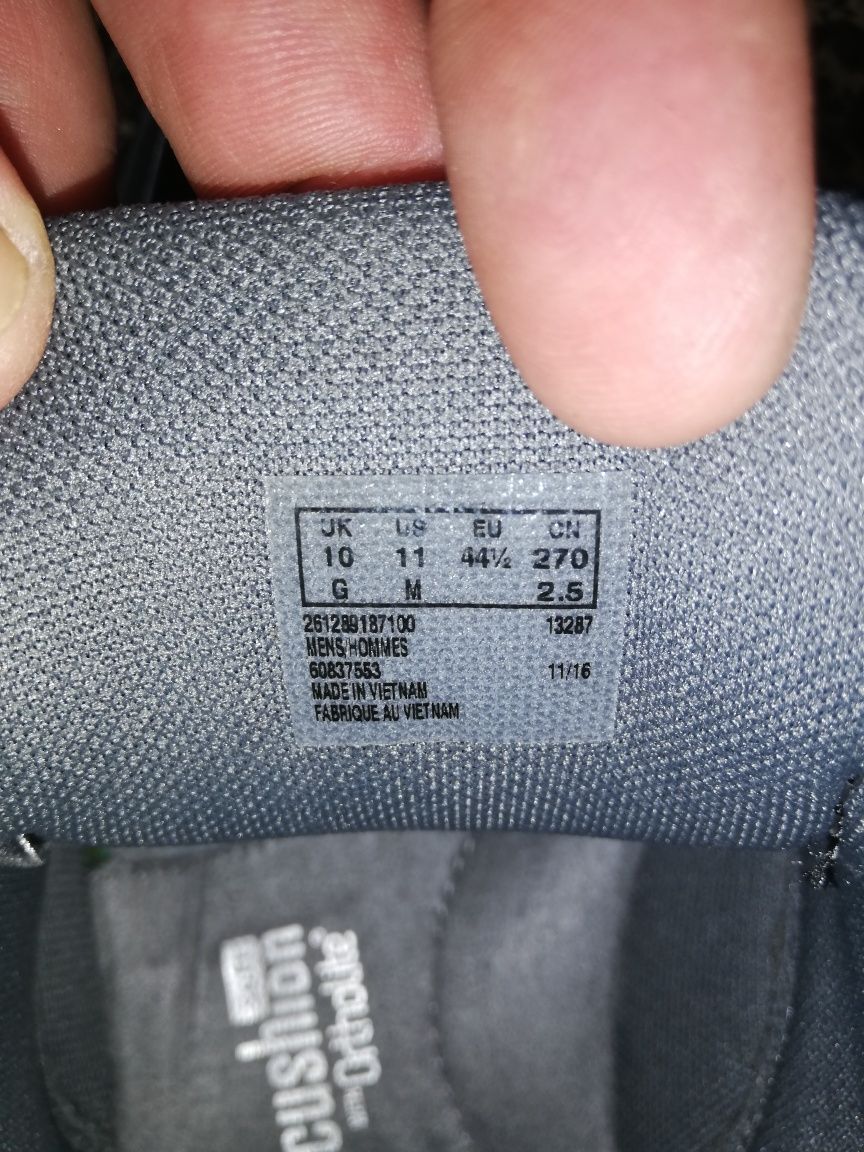 UK US EU CN
10 11 44½ 270
G M 2.5
261289187100 13287
MENS/HOMMES
60837553 11/16
MADE IN VIETNAM
FABRIQUE AU VIETNAM
cushion
WITH Ortholite